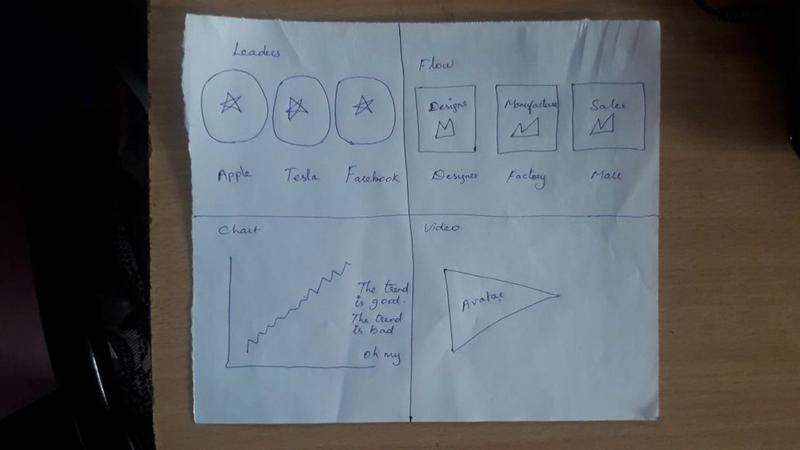 Leaders
Apple Tesla Facebook
Flow
Designs Manufacture Sales
Designer Factory Mall
Chart
The trend
is good.
The trend
is bad
oh my
Video
Avatar